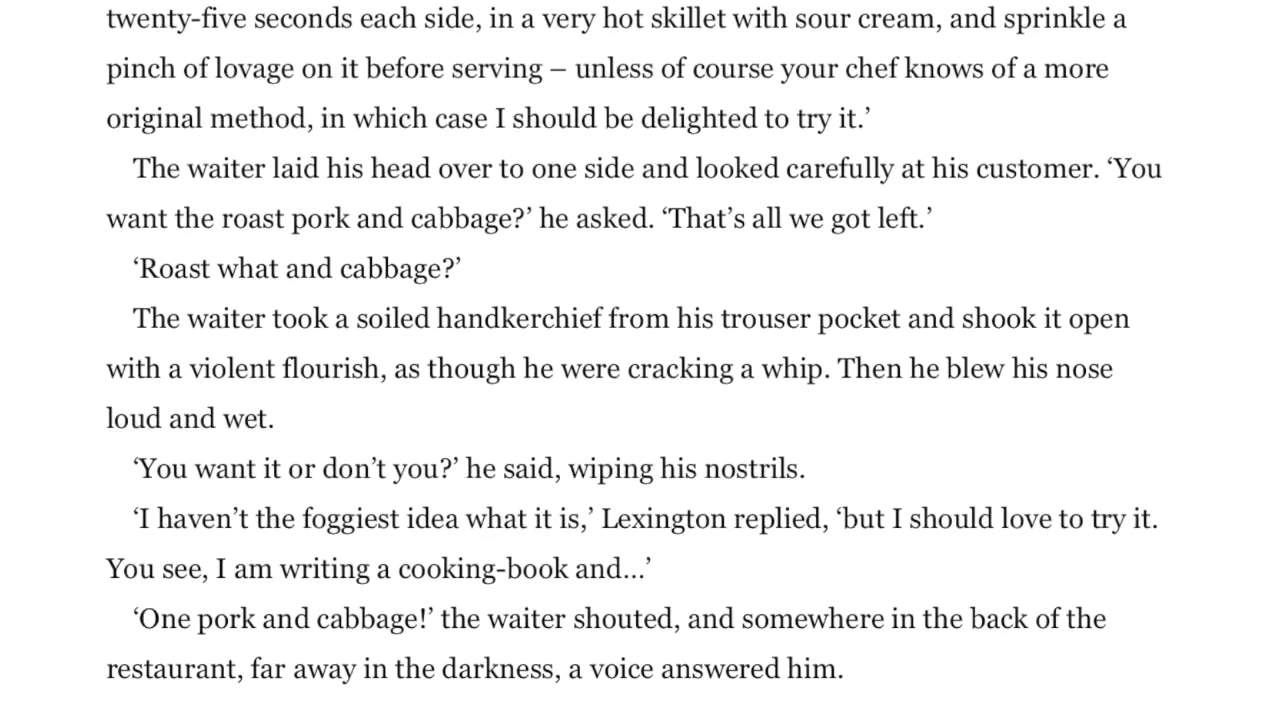 twenty-five seconds each side, in a very hot skillet with sour cream, and sprinkle a
pinch of lovage on it before serving – unless of course your chef knows of a more
original method, in which case I should be delighted to try it.’
The waiter laid his head over to one side and looked carefully at his customer. ‘You
want the roast pork and cabbage?’ he asked. ‘That’s all we got left.’
‘Roast what and cabbage?’
The waiter took a soiled handkerchief from his trouser pocket and shook it open
with a violent flourish, as though he were cracking a whip. Then he blew his nose
loud and wet.
‘You want it or don’t you?’ he said, wiping his nostrils.
‘I haven’t the foggiest idea what it is,’ Lexington replied, ‘but I should love to try it.
You see, I am writing a cooking-book and...’
‘One pork and cabbage!’ the waiter shouted, and somewhere in the back of the
restaurant, far away in the darkness, a voice answered him.